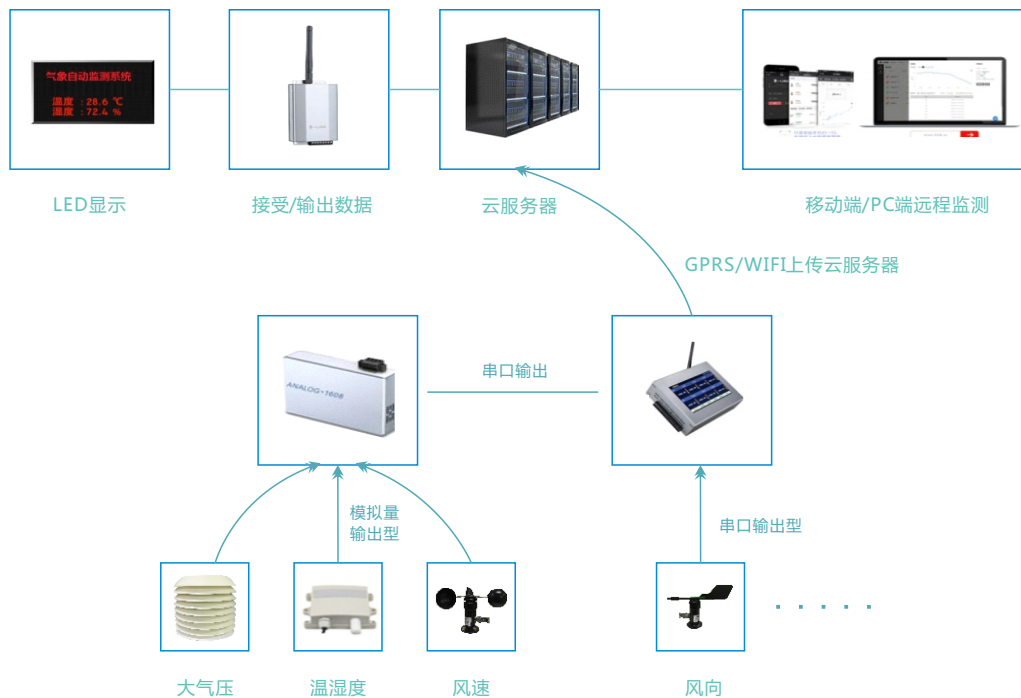 气象自动监测系统
温度 :28.6 ℃
湿度 :72.4 %
LED显示
接受/输出数据
云服务器
移动端/PC端远程监测
GPRS/WIFI上传云服务器
ANALOG·1608
串口输出
模拟量
输出型
串口输出型
大气压
温湿度
风速
风向